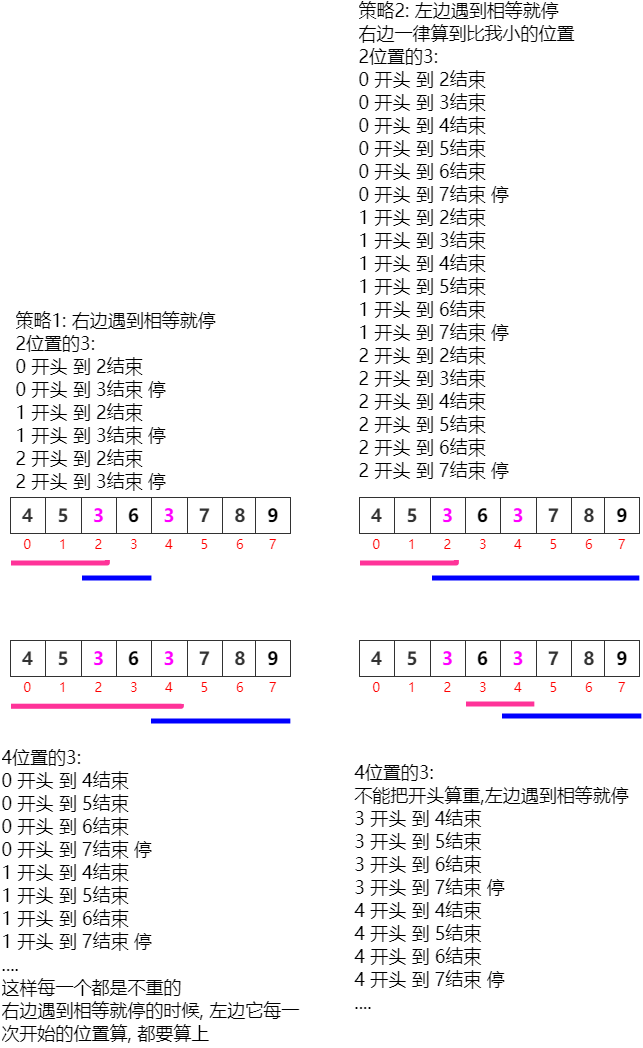 策略1: 右边遇到相等就停
2位置的3:
0 开头 到 2结束
0 开头 到 3结束 停
1 开头 到 2结束
1 开头 到 3结束 停
2 开头 到 2结束
2 开头 到 3结束 停
4 5 3 6 3 7 8 9
0 1 2 3 4 5 6 7
4 5 3 6 3 7 8 9
0 1 2 3 4 5 6 7
4位置的3:
0 开头 到 4结束
0 开头 到 5结束
0 开头 到 6结束
0 开头 到 7结束 停
1 开头 到 4结束
1 开头 到 5结束
1 开头 到 6结束
1 开头 到 7结束 停
....
这样每一个都是不重的
右边遇到相等就停的时候, 左边它每一
次开始的位置算, 都要算上
策略2: 左边遇到相等就停
右边一律算到比我小的位置
2位置的3:
0 开头 到 2结束
0 开头 到 3结束
0 开头 到 4结束
0 开头 到 5结束
0 开头 到 6结束
0 开头 到 7结束 停
1 开头 到 2结束
1 开头 到 3结束
1 开头 到 4结束
1 开头 到 5结束
1 开头 到 6结束
1 开头 到 7结束 停
2 开头 到 2结束
2 开头 到 3结束
2 开头 到 4结束
2 开头 到 5结束
2 开头 到 6结束
2 开头 到 7结束 停
4 5 3 6 3 7 8 9
0 1 2 3 4 5 6 7
4 5 3 6 3 7 8 9
0 1 2 3 4 5 6 7
4位置的3:
不能把开头算重,左边遇到相等就停
3 开头 到 4结束
3 开头 到 5结束
3 开头 到 6结束
3 开头 到 7结束 停
4 开头 到 4结束
4 开头 到 5结束
4 开头 到 6结束
4 开头 到 7结束 停
....